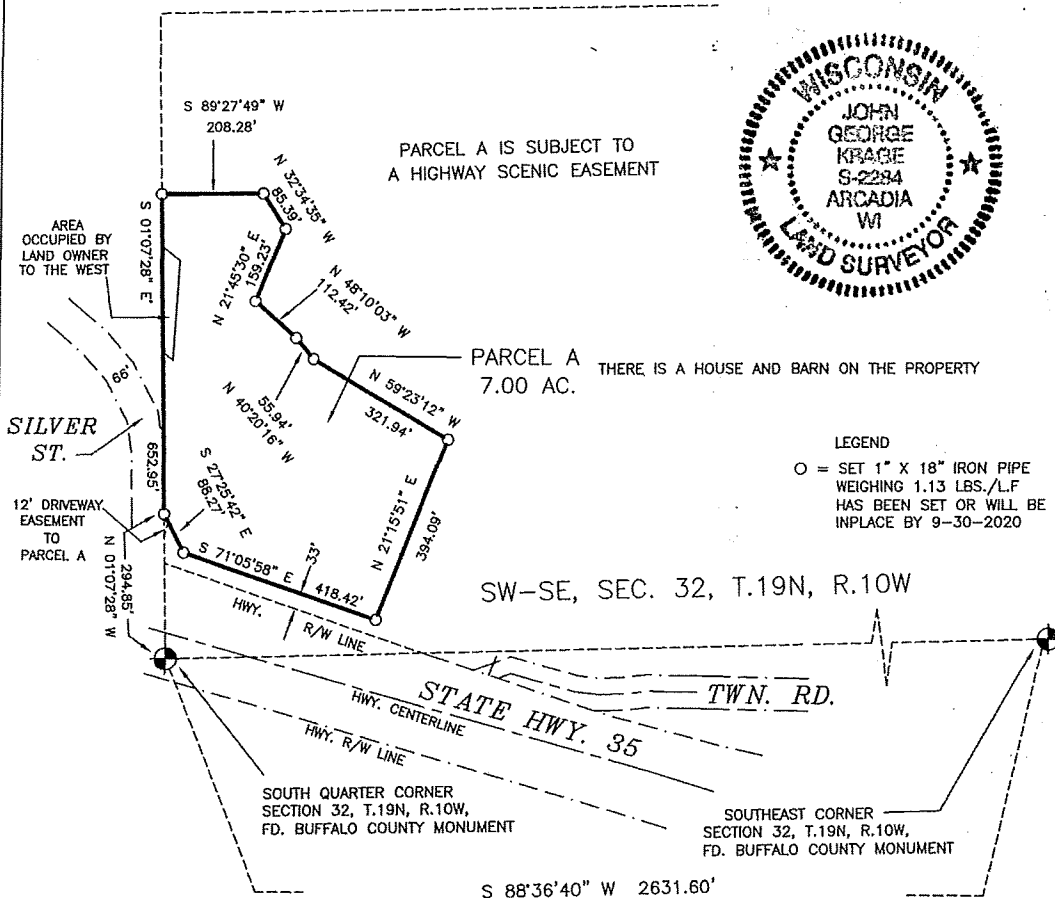 S 89°27'49" W
208.28'
N 32°34'35" W
85.39'
PARCEL A IS SUBJECT TO
A HIGHWAY SCENIC EASEMENT
WISCONSIN
JOHN
GEORGE
KRAGE
S-2284
ARCADIA
WI
LAND SURVEYOR
AREA
OCCUPIED BY
LAND OWNER
TO THE WEST
S 01°07'28" E
652.95'
N 21°45'30" E
159.23'
N 48°10'03" W
112.42'
PARCEL A
7.00 AC.
THERE IS A HOUSE AND BARN ON THE PROPERTY
N 59°23'12" W
321.94'
55.94'
N 40°20'16" W
66'
SILVER
ST.
LEGEND
O = SET 1" X 18" IRON PIPE
WEIGHING 1.13 LBS./L.F
HAS BEEN SET OR WILL BE
INPLACE BY 9-30-2020
S 27°25'42" E
88.27'
12' DRIVEWAY
EASEMENT
TO
PARCEL A
N 01°07'28" W
294.85'
S 71°05'58" E
418.42'
33'
N 21°15'51" E
394.09'
SW-SE, SEC. 32, T.19N, R.10W
HWY. R/W LINE
TWN. RD.
STATE HWY. 35
HWY. CENTERLINE
HWY. R/W LINE
SOUTH QUARTER CORNER
SECTION 32, T.19N, R.10W,
FD. BUFFALO COUNTY MONUMENT
SOUTHEAST CORNER
SECTION 32, T.19N, R.10W,
FD. BUFFALO COUNTY MONUMENT
S 88°36'40" W 2631.60'